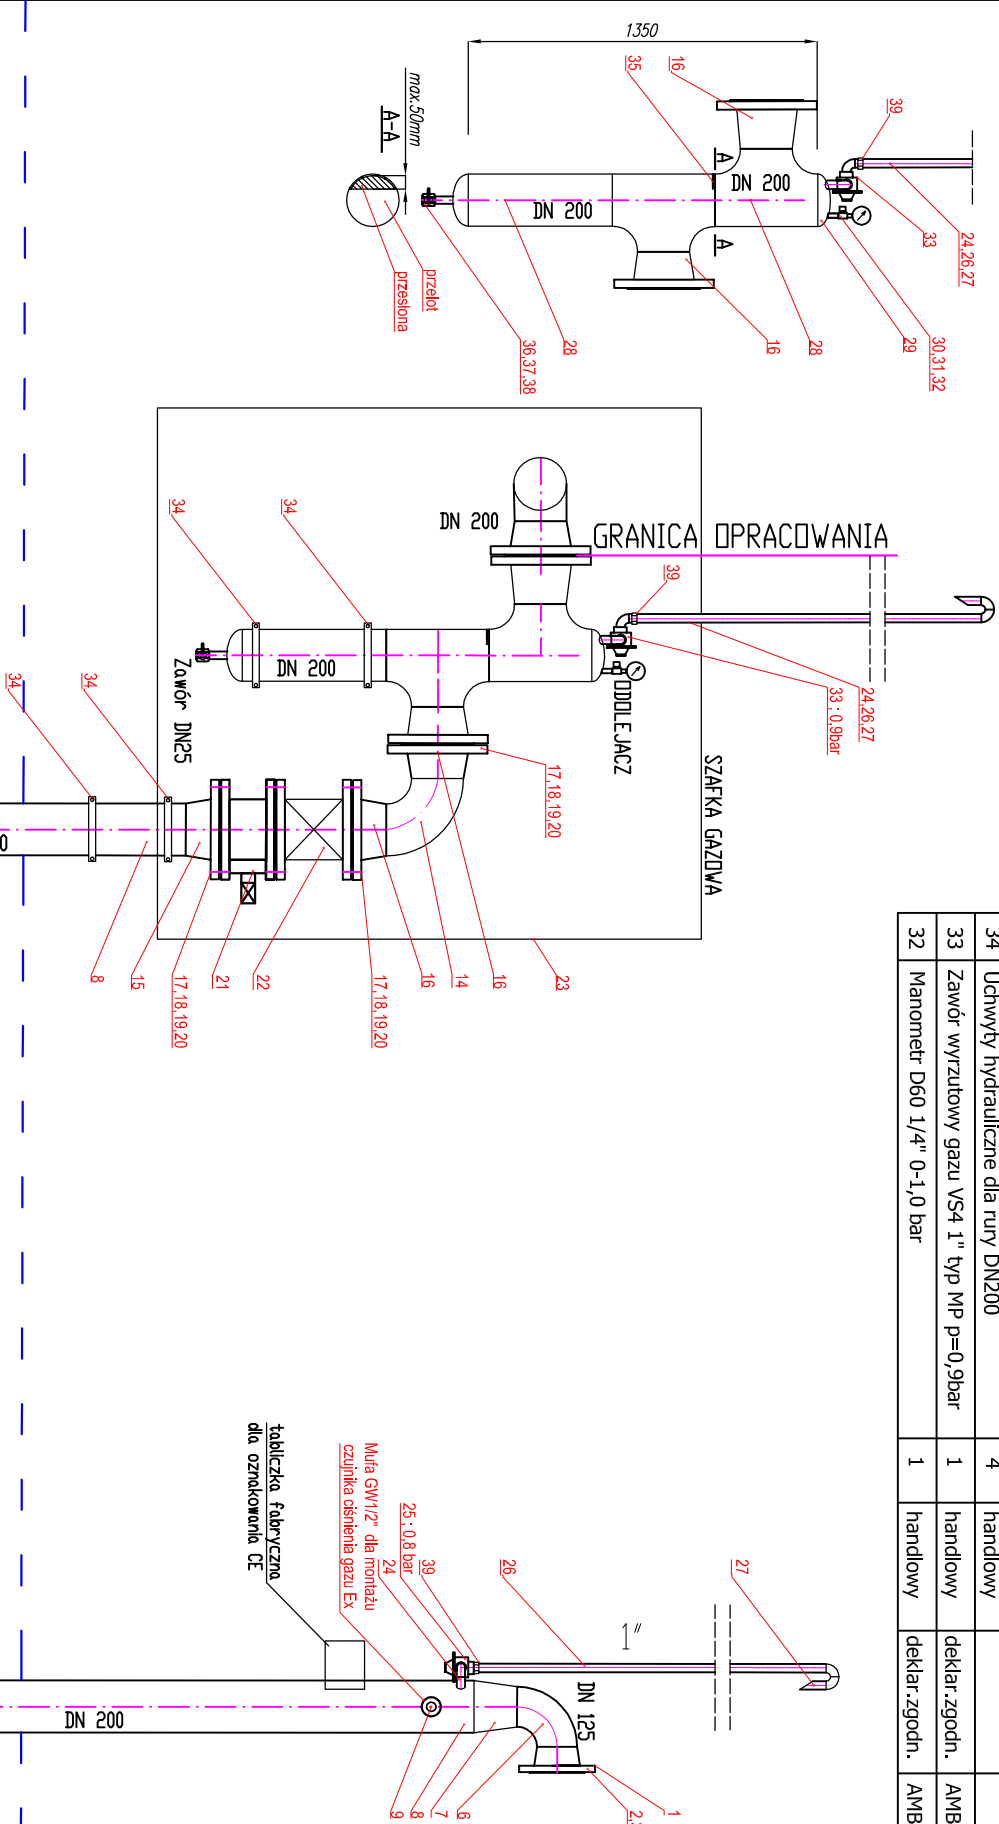 1350
max.50mm
A-A
35
16
39
A
DN 200
DN 200
A
33
24,26,27
przelot
przesłona
36,37,38
28
16
28
29
30,31,32
34
34
DN 200
GRANICA OPRACOWANIA
39
DN 200
Zawór DN25
ODOLEJACZ
33 ; 0,9bar
24,26,27
SZAFKA GAZOWA
17,18,19,20
34
34
0
8
15
17,18,19,20
21
22
17,18,19,20
16
14
16
23
34 Uchwyty hydrauliczne dla rury DN200 4 handlowy
33 Zawór wyrzutowy gazu VS4 1" typ MP p=0,9bar 1 handlowy deklar.zgodn. AMB
32 Manometr D60 1/4" 0-1,0 bar 1 handlowy deklar.zgodn. AMB
tabliczka fabryczna
dla oznakowania CE
Mufa GW1/2" dla montażu
czujnika ciśnienia gazu Ex
24
25 ; 0,8 bar
39
26
27
1"
DN 125
DN 200
9
8
7
6
2,
1